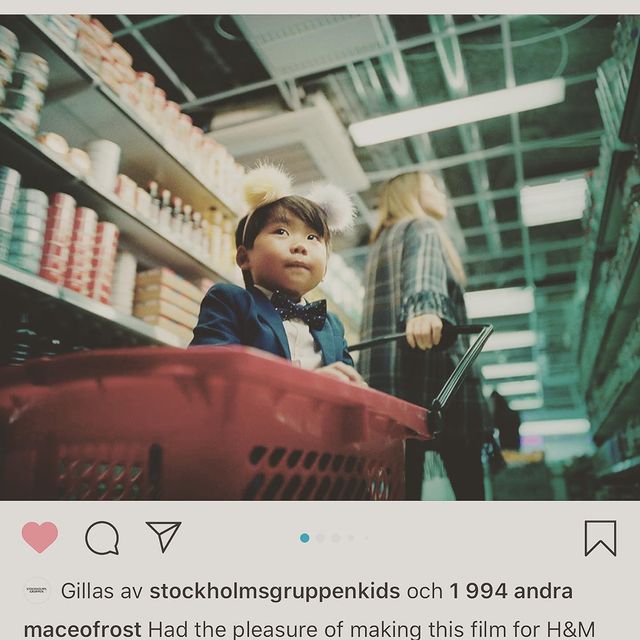 Gillas av stockholmsgruppenkids och 1 994 andra
maceofrost Had the pleasure of making this film for H&M